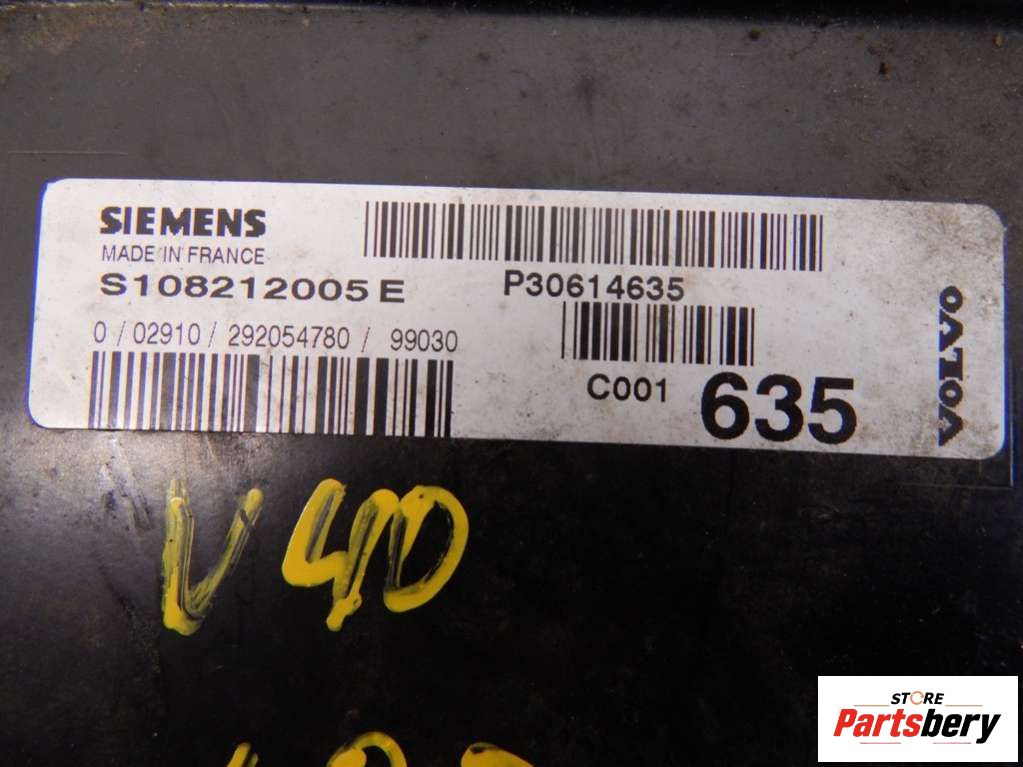 SIEMENS
MADE IN FRANCE
S108212005 E
0 / 02910 / 292054780 / 99030
P30614635
C001 635
VOLVO
V40
STORE
Partsbery